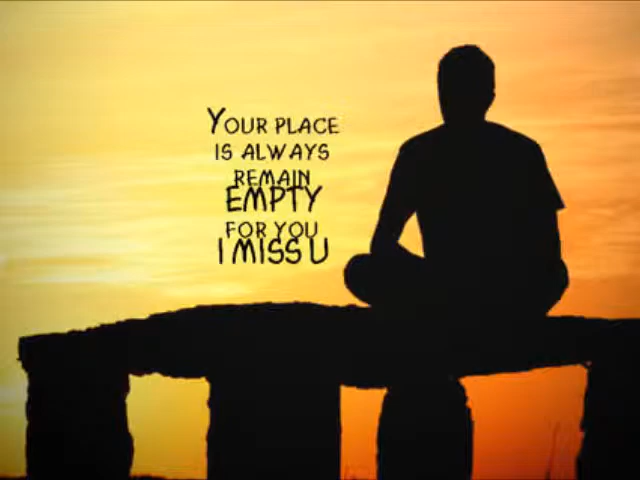 Your place
is always
remain
EMPTY
for you
I MISS U